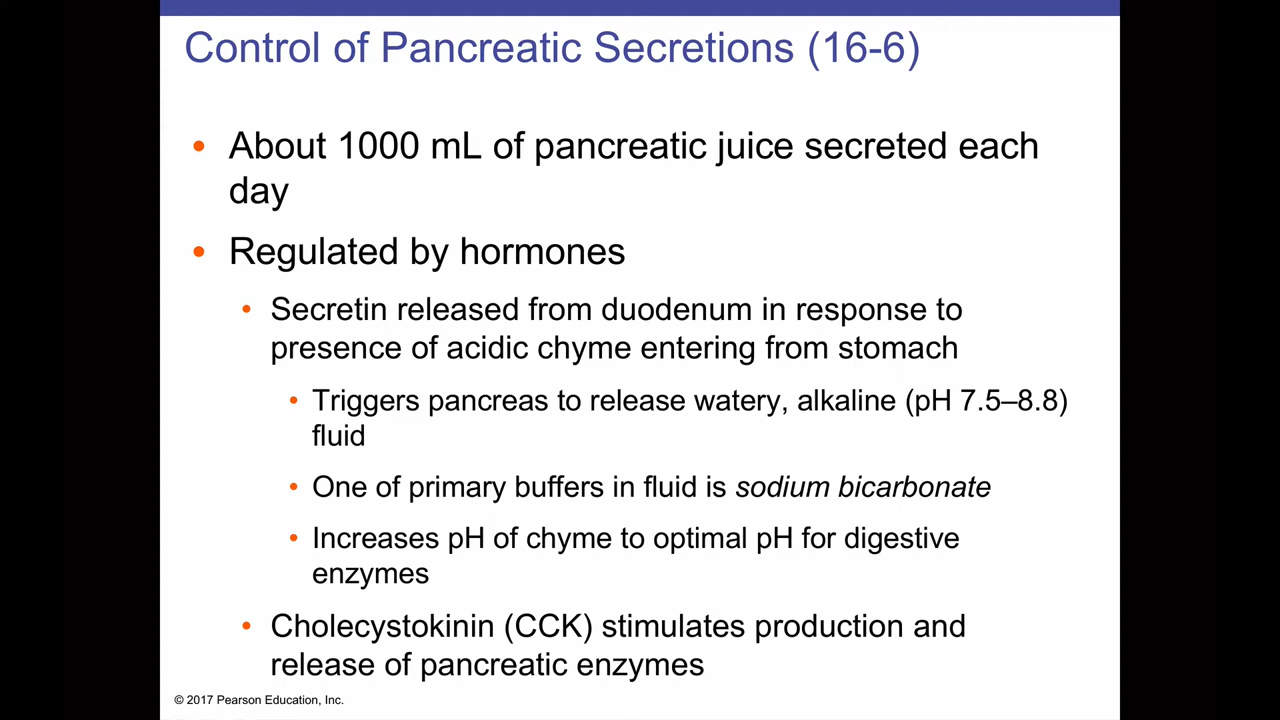 Control of Pancreatic Secretions (16-6)
• About 1000 mL of pancreatic juice secreted each
day
• Regulated by hormones
• Secretin released from duodenum in response to
presence of acidic chyme entering from stomach
• Triggers pancreas to release watery, alkaline (pH 7.5–8.8)
fluid
• One of primary buffers in fluid is sodium bicarbonate
• Increases pH of chyme to optimal pH for digestive
enzymes
• Cholecystokinin (CCK) stimulates production and
release of pancreatic enzymes
© 2017 Pearson Education, Inc.